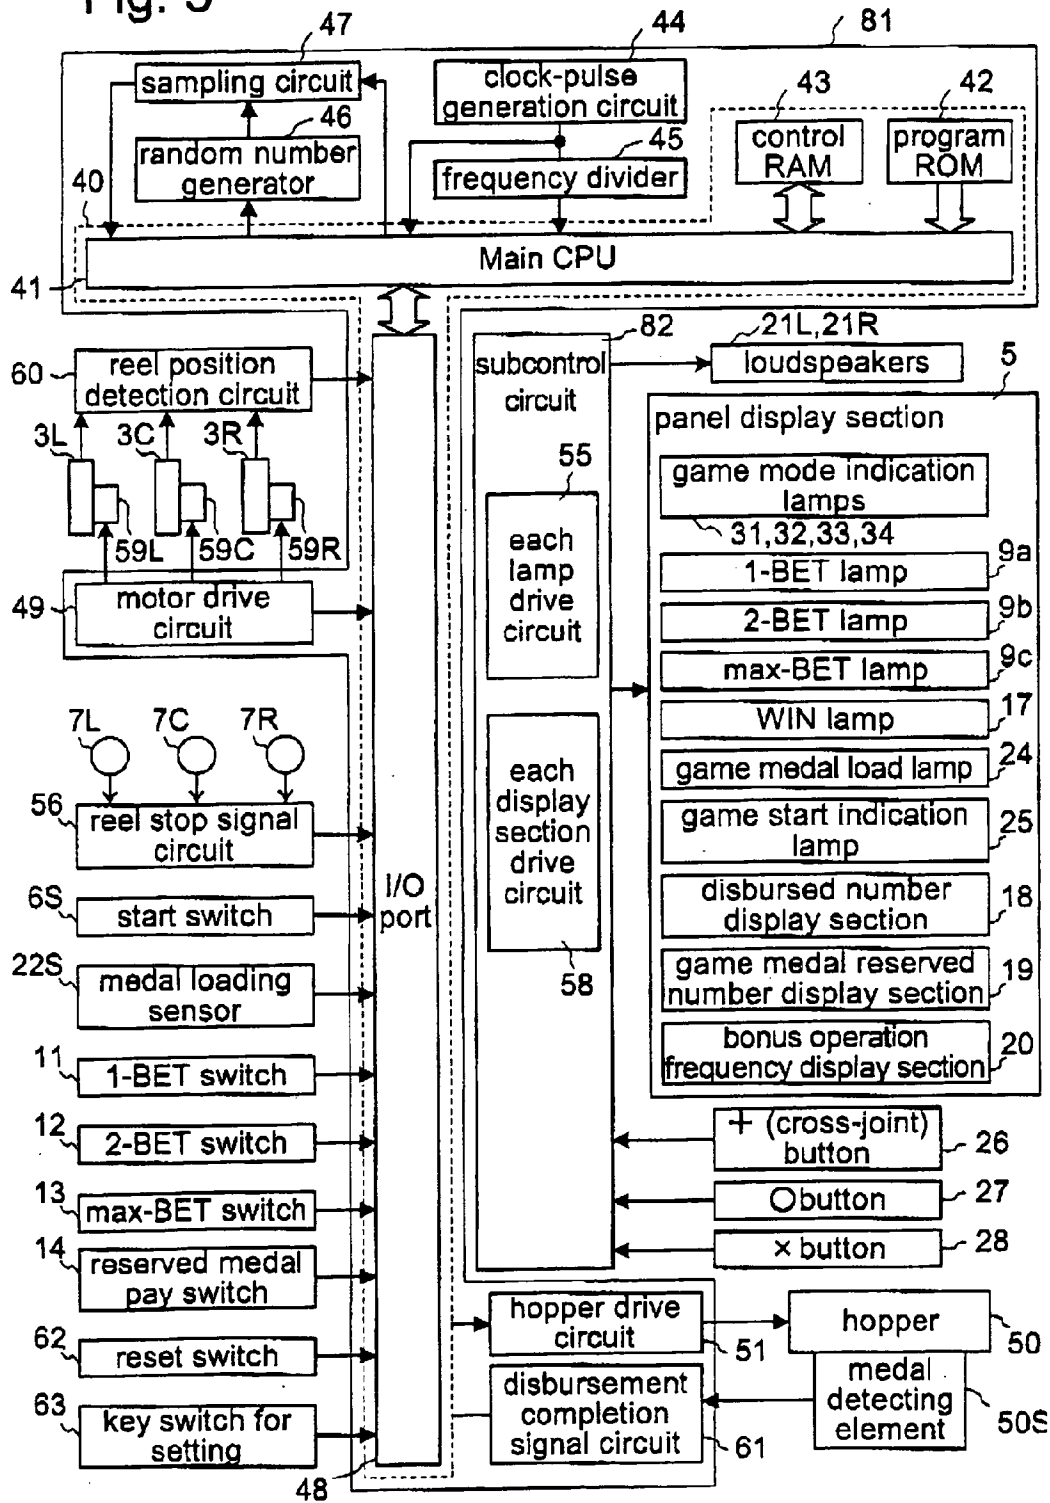 Fig. 5
47
44
81
sampling circuit
clock-pulse
generation circuit
43
42
46
45
control
RAM
program
ROM
random number
generator
frequency divider
40
Main CPU
41
82
21L,21R
subcontrol
circuit
loudspeakers
5
60
reel position
detection circuit
panel display section
3L
3C
3R
55
game mode indication
lamps
31,32,33,34
59L
59C
59R
each
lamp
drive
circuit
1-BET lamp
9a
49
motor drive
circuit
2-BET lamp
9b
max-BET lamp
9c
WIN lamp
17
7L
7C
7R
game medal load lamp
24
56
reel stop signal
circuit
each
display
section
drive
circuit
game start indication
lamp
25
I/O
port
6S
start switch
disbursed number
display section
18
22S
medal loading
sensor
58
game medal reserved
number display section
19
11
1-BET switch
bonus operation
frequency display section
20
12
2-BET switch
+ (cross-joint)
button
26
13
max-BET switch
○ button
27
14
reserved medal
pay switch
× button
28
62
reset switch
hopper drive
circuit
51
hopper
50
63
key switch for
setting
disbursement
completion
signal circuit
61
medal
detecting
element
50S
48